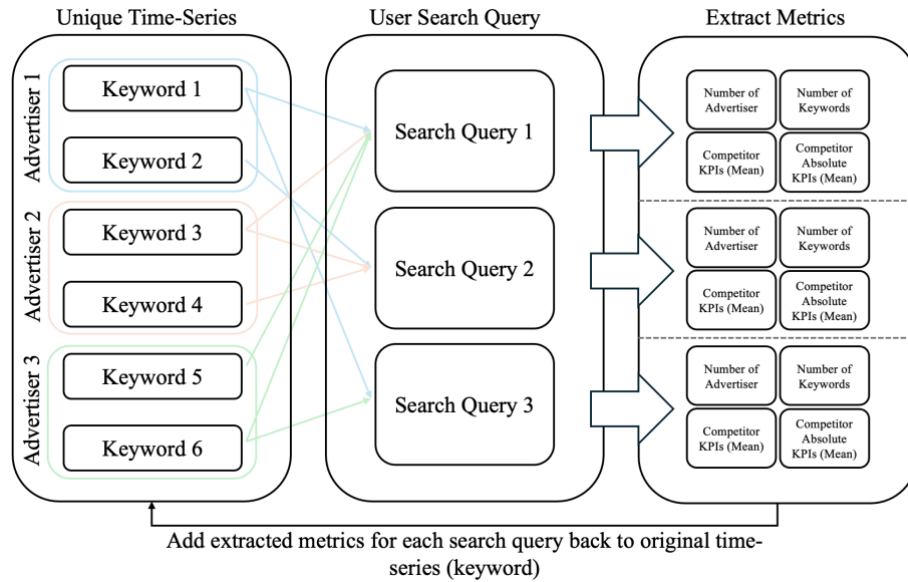 Unique Time-Series
User Search Query
Extract Metrics
Advertiser 1
Keyword 1
Keyword 2
Advertiser 2
Keyword 3
Keyword 4
Advertiser 3
Keyword 5
Keyword 6
Search Query 1
Search Query 2
Search Query 3
Number of
Advertiser
Number of
Keywords
Competitor
KPIs (Mean)
Competitor
Absolute
KPIs (Mean)
Number of
Advertiser
Number of
Keywords
Competitor
KPIs (Mean)
Competitor
Absolute
KPIs (Mean)
Number of
Advertiser
Number of
Keywords
Competitor
KPIs (Mean)
Competitor
Absolute
KPIs (Mean)
Add extracted metrics for each search query back to original time-
series (keyword)